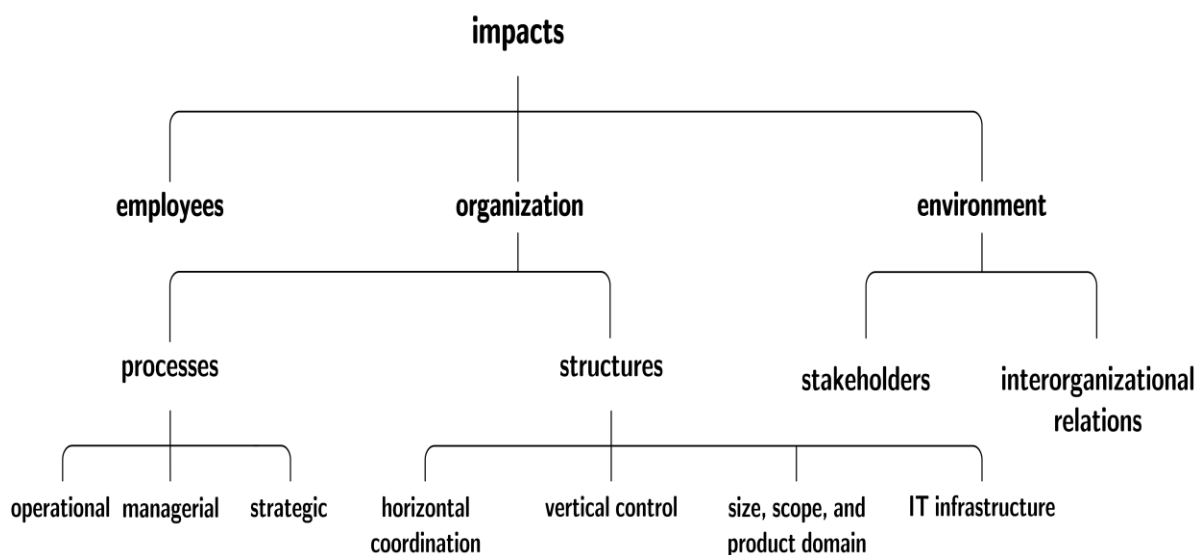 impacts
employees
organization
environment
processes
structures
stakeholders
interorganizational
relations
operational
managerial
strategic
horizontal
coordination
vertical control
size, scope, and
product domain
IT infrastructure